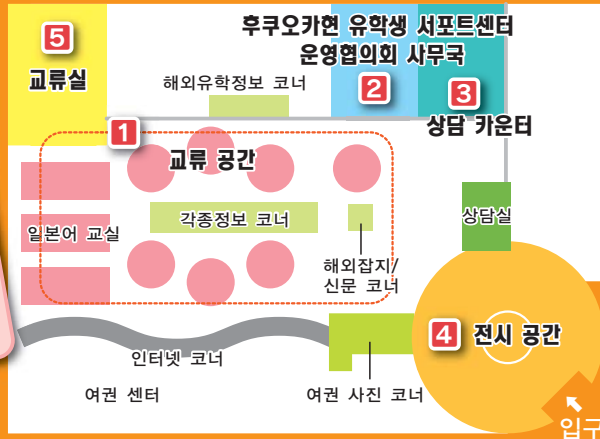 5
교류실
후쿠오카현 유학생 서포트센터
운영협의회 사무국
2
3
상담 카운터
해외유학정보 코너
1
교류 공간
일본어 교실
각종정보 코너
해외잡지/
신문 코너
상담실
4 전시 공간
인터넷 코너
여권 센터
여권 사진 코너
입구